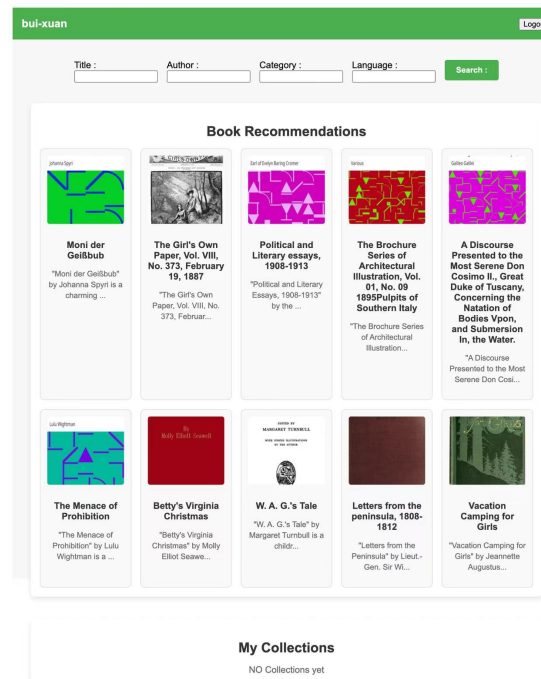 bui-xuan
Logo
Title :
Author :
Category :
Language :
Search :
Book Recommendations
Johanna Spyri
Moni der
Geißbub
"Moni der Geißbub"
by Johanna Spyri is a
charming ...
THE GIRL'S OWN
PAPER
The Girl's Own
Paper, Vol. VIII,
No. 373, February
19, 1887
"The Girl's Own
Paper, Vol. VIII, No.
373, Februar...
Earl of Evelyn Baring Cromer
Political and
Literary essays,
1908-1913
"Political and Literary
Essays, 1908-1913"
by the ...
Various
The Brochure
Series of
Architectural
Illustration, Vol.
01, No. 09
1895Pulpits of
Southern Italy
"The Brochure Series
of Architectural
Illustration...
Galileo Galilei
A Discourse
Presented to the
Most Serene Don
Cosimo II., Great
Duke of Tuscany,
Concerning the
Natation of
Bodies Vpon,
and Submersion
In, the Water.
"A Discourse
Presented to the Most
Serene Don Cosi...
Lulu Wightman
The Menace of
Prohibition
"The Menace of
Prohibition" by Lulu
Wightman is a ...
By
Molly Elliott Seawell
Betty's Virginia
Christmas
"Betty's Virginia
Christmas" by Molly
Elliot Seawe...
MARGARET TURNBULL
WITH SUNDRY ILLUSTRATIONS
BY THE AUTHOR
W. A. G.'s Tale
"W. A. G.'s Tale" by
Margaret Turnbull is a
childr...
Letters from the
peninsula, 1808-
1812
"Letters from the
Peninsula" by Lieut.-
Gen. Sir Wi...
Vacation
Camping for
Girls
"Vacation Camping for
Girls" by Jeannette
Augustus...
My Collections
NO Collections yet